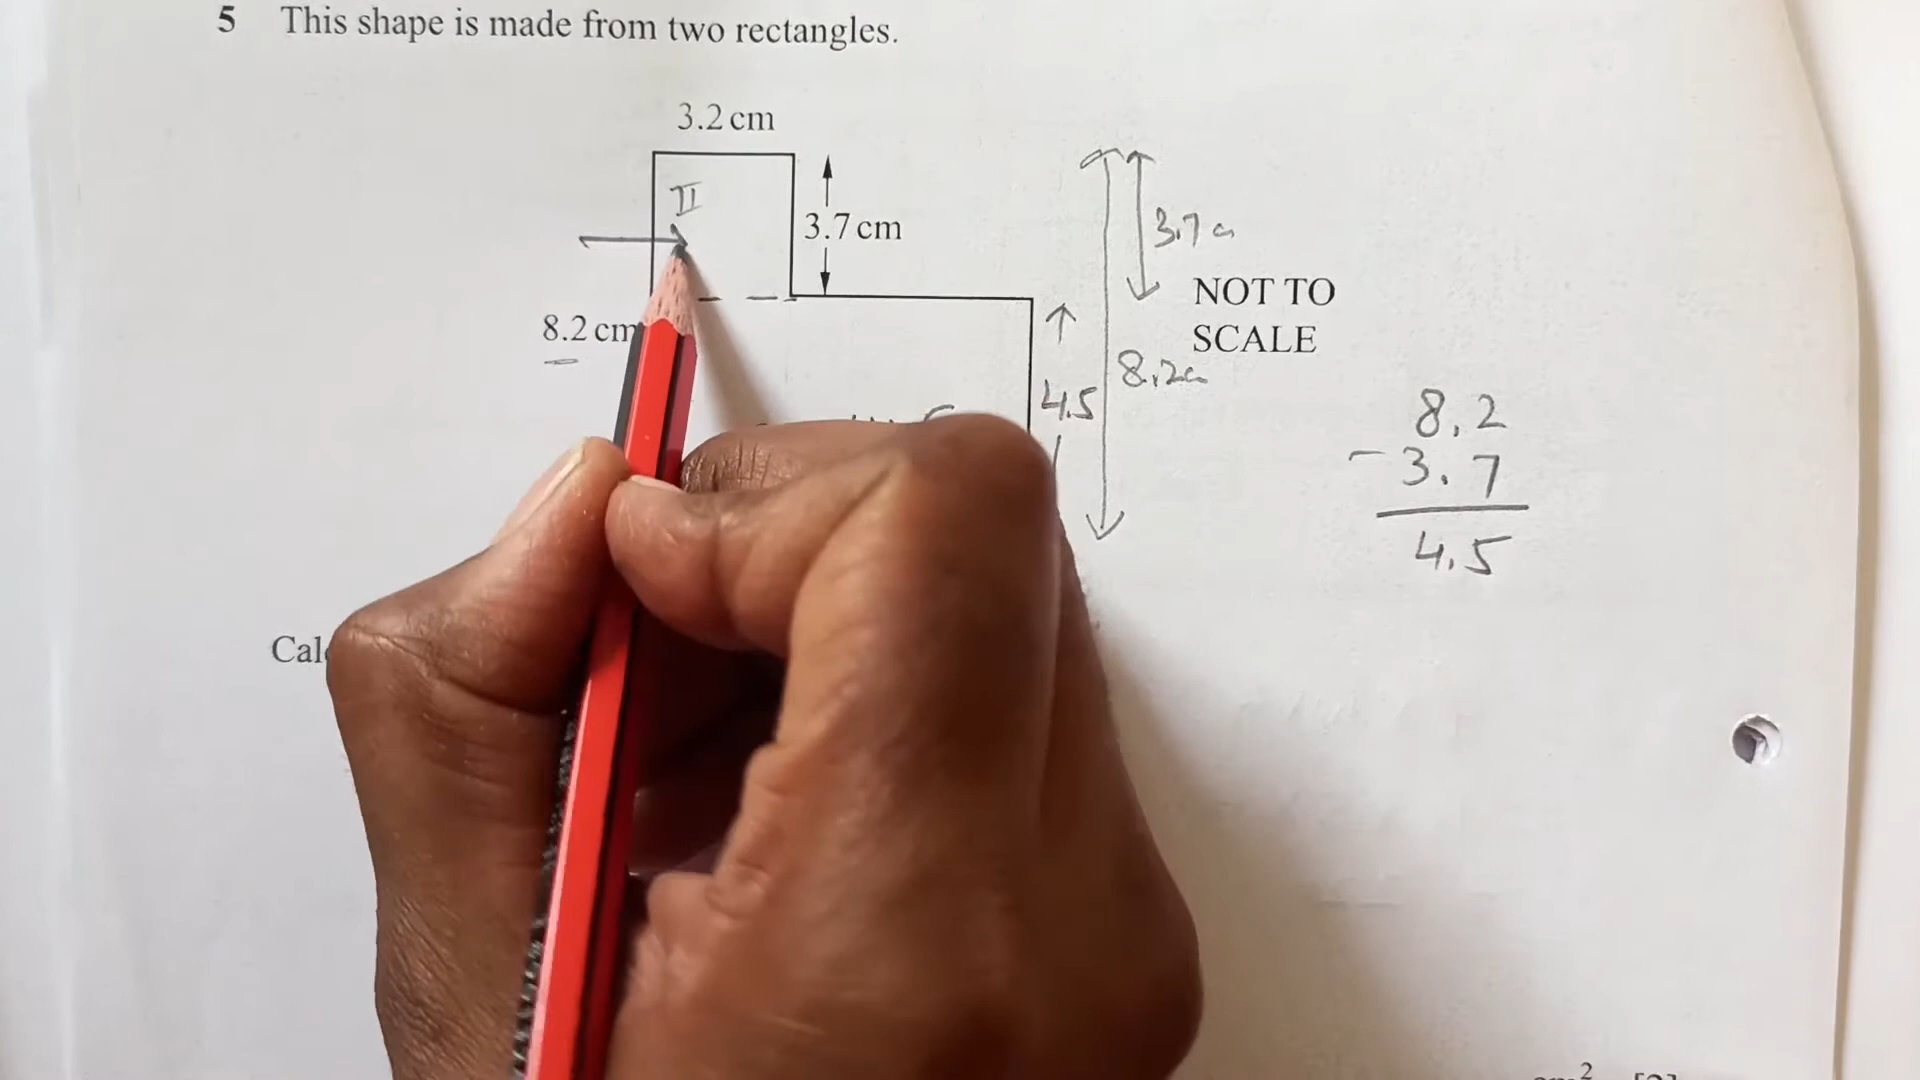 5 This shape is made from two rectangles.
3.2 cm
II
3.7 cm
3.7
NOT TO
SCALE
8.2 cm
8.2
4.5
8.2
- 3.7
4.5